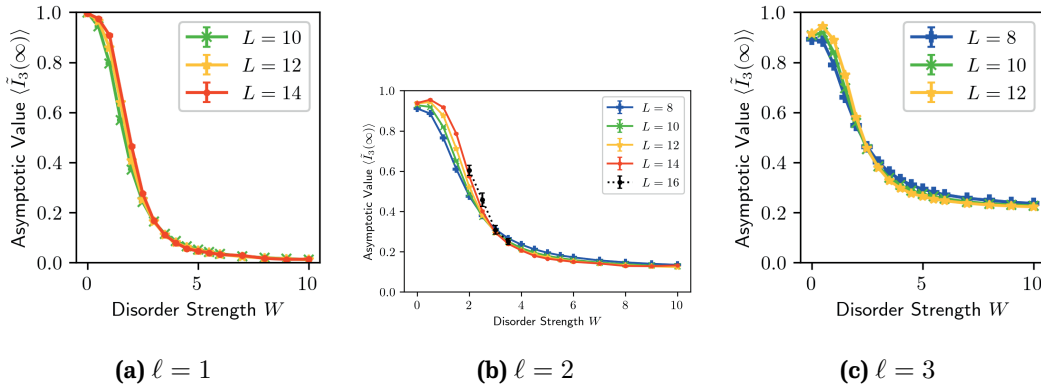 Asymptotic Value ⟨Ĩ₃(∞)⟩
1.0
0.8
0.6
0.4
0.2
0.0
L = 10
L = 12
L = 14
0 5 10
Disorder Strength W
(a) ℓ = 1
Asymptotic Value ⟨Ĩ₃(∞)⟩
1.0
0.8
0.6
0.4
0.2
0.0
L = 8
L = 10
L = 12
L = 14
L = 16
0 2 4 6 8 10
Disorder Strength W
(b) ℓ = 2
Asymptotic Value ⟨Ĩ₃(∞)⟩
1.0
0.8
0.6
0.4
0.2
0.0
L = 8
L = 10
L = 12
0 5 10
Disorder Strength W
(c) ℓ = 3